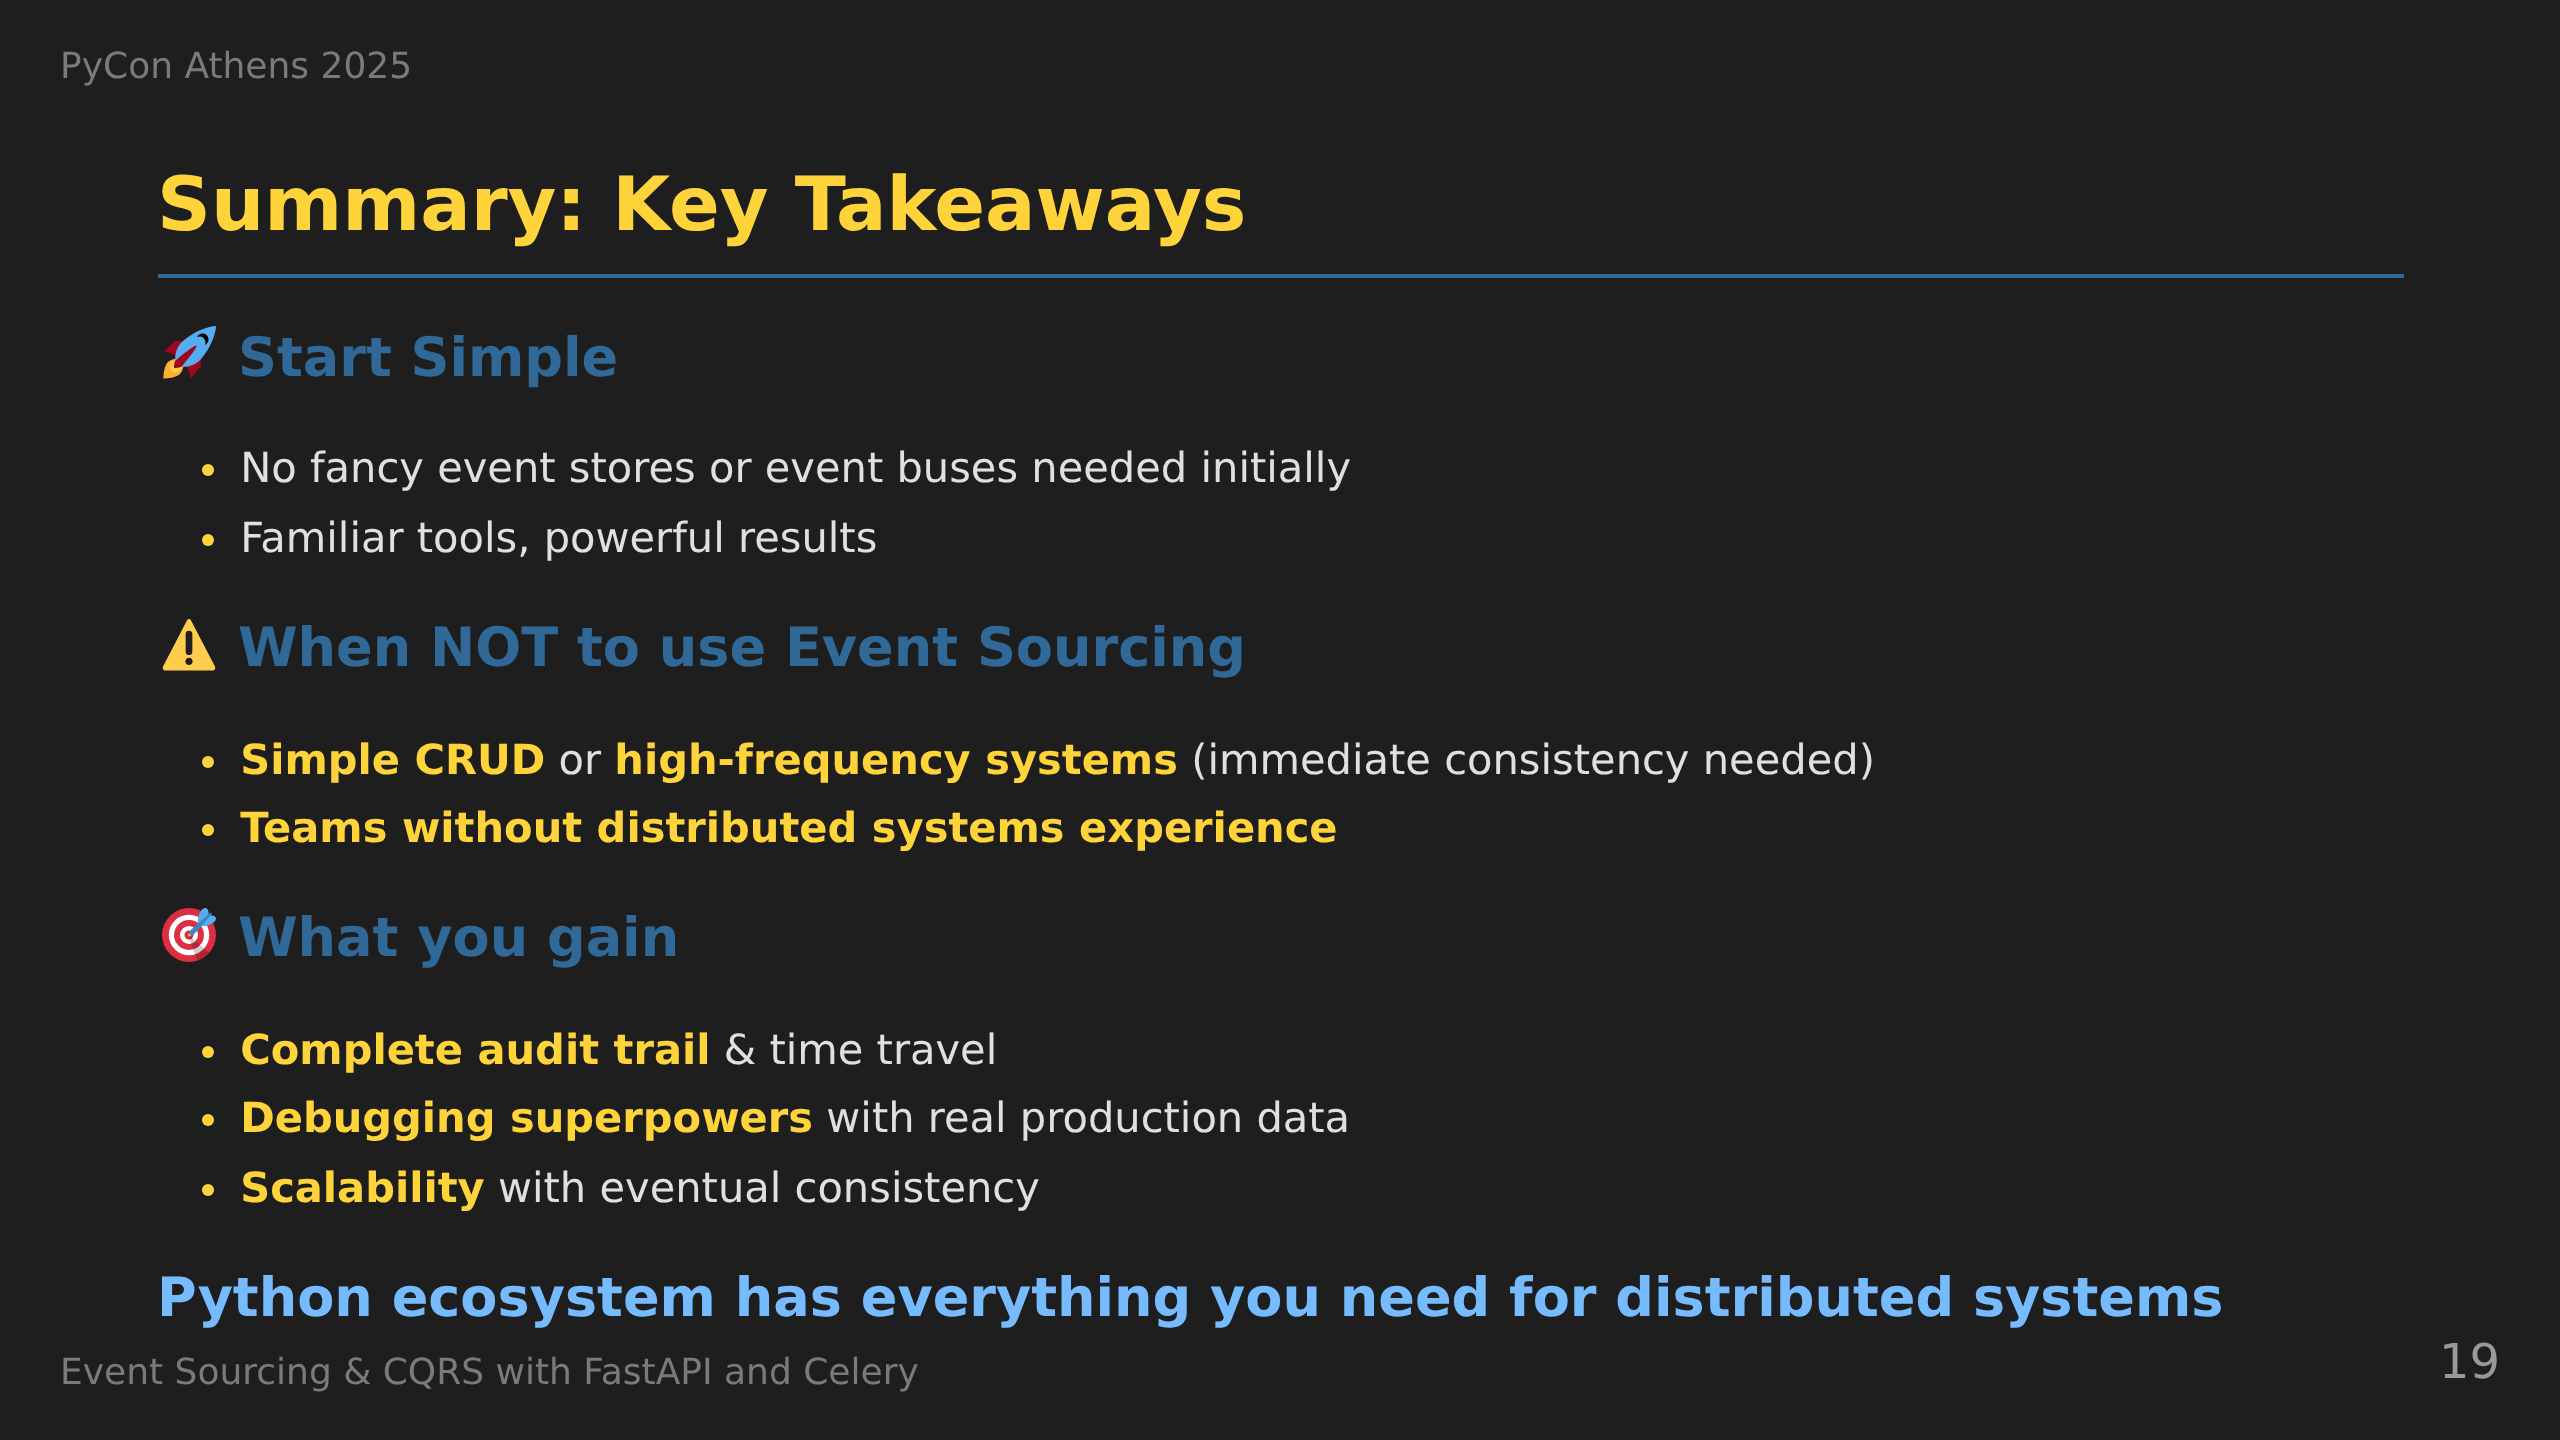 PyCon Athens 2025
Summary: Key Takeaways
🚀 Start Simple
• No fancy event stores or event buses needed initially
• Familiar tools, powerful results
⚠️ When NOT to use Event Sourcing
• Simple CRUD or high-frequency systems (immediate consistency needed)
• Teams without distributed systems experience
🎯 What you gain
• Complete audit trail & time travel
• Debugging superpowers with real production data
• Scalability with eventual consistency
Python ecosystem has everything you need for distributed systems
Event Sourcing & CQRS with FastAPI and Celery
19